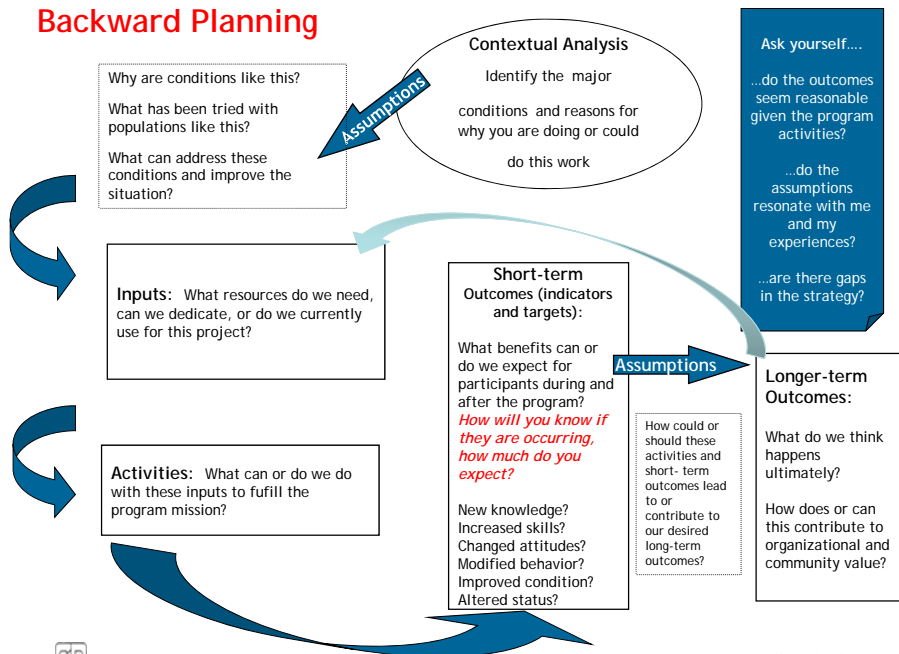 Backward Planning
Contextual Analysis
Identify the major
conditions and reasons for
why you are doing or could
do this work
Assumptions
Why are conditions like this?
What has been tried with
populations like this?
What can address these
conditions and improve the
situation?
Ask yourself....
...do the outcomes
seem reasonable
given the program
activities?
...do the
assumptions
resonate with me
and my
experiences?
...are there gaps
in the strategy?
Inputs: What resources do we need,
can we dedicate, or do we currently
use for this project?
Activities: What can or do we do
with these inputs to fufill the
program mission?
Short-term
Outcomes (indicators
and targets):
What benefits can or
do we expect for
participants during and
after the program?
How will you know if
they are occurring,
how much do you
expect?
New knowledge?
Increased skills?
Changed attitudes?
Modified behavior?
Improved condition?
Altered status?
Assumptions
How could or
should these
activities and
short- term
outcomes lead
to or
contribute to
our desired
long-term
outcomes?
Longer-term
Outcomes:
What do we think
happens
ultimately?
How does or can
this contribute to
organizational and
community value?